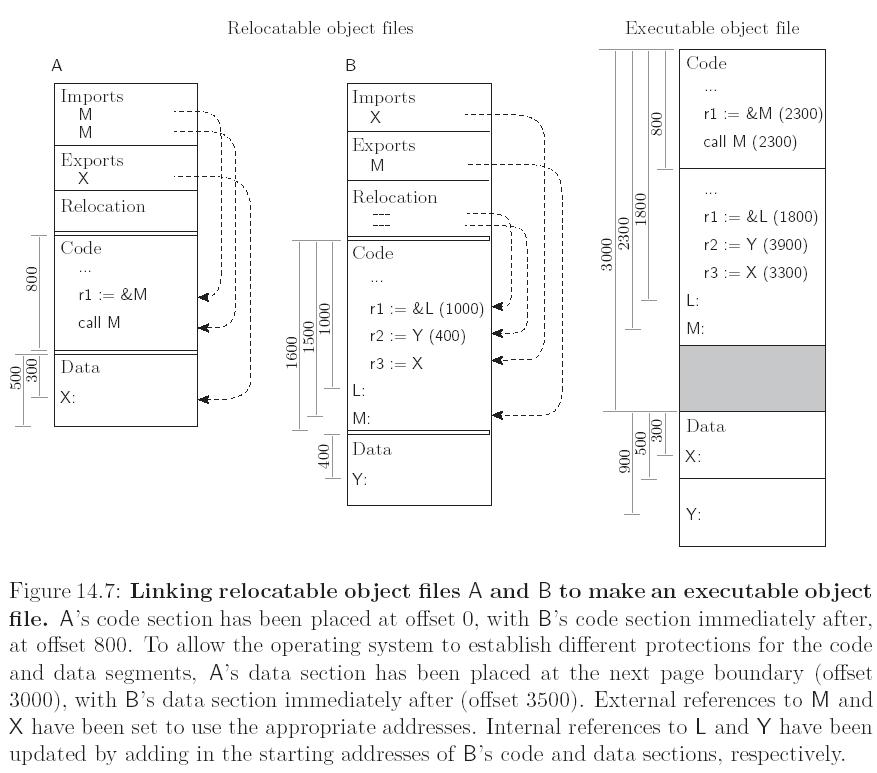 Relocatable object files
Executable object file
A
Imports
M
M
Exports
X
Relocation
Code
...
r1 := &M
call M
Data
X:
800
500
300
B
Imports
X
Exports
M
Relocation
---
---
Code
...
r1 := &L (1000)
r2 := Y (400)
r3 := X
L:
M:
Data
Y:
1600
1500
1000
400
Code
...
r1 := &M (2300)
call M (2300)
...
r1 := &L (1800)
r2 := Y (3900)
r3 := X (3300)
L:
M:
Data
X:
Y:
3000
2300
1800
800
900
500
300
Figure 14.7: Linking relocatable object files A and B to make an executable object
file. A's code section has been placed at offset 0, with B's code section immediately after,
at offset 800. To allow the operating system to establish different protections for the code
and data segments, A's data section has been placed at the next page boundary (offset
3000), with B's data section immediately after (offset 3500). External references to M and
X have been set to use the appropriate addresses. Internal references to L and Y have been
updated by adding in the starting addresses of B's code and data sections, respectively.